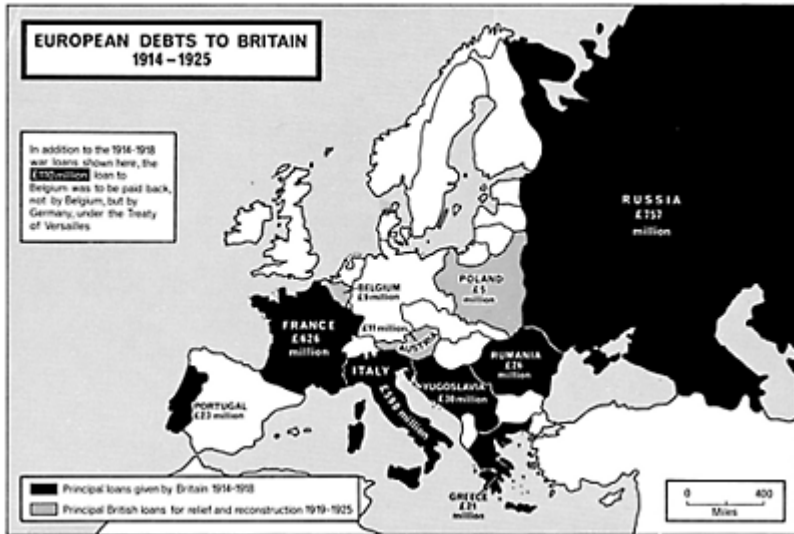 EUROPEAN DEBTS TO BRITAIN
1914-1925
In addition to the 1914-1918
war loans shown here, the
£110 million loan to
Belgium was to be paid back,
not by Belgium, but by
Germany, under the Treaty
of Versailles
RUSSIA
£757
million
POLAND
£5
million
BELGIUM
£9 million
FRANCE
£626
million
£11 million
AUSTRIA
RUMANIA
£26
million
ITALY
million
YUGOSLAVIA
£30 million
PORTUGAL
£23 million
GREECE
£21
million
Principal loans given by Britain 1914-1918
Principal British loans for relief and reconstruction 1919-1925
0 400
Miles